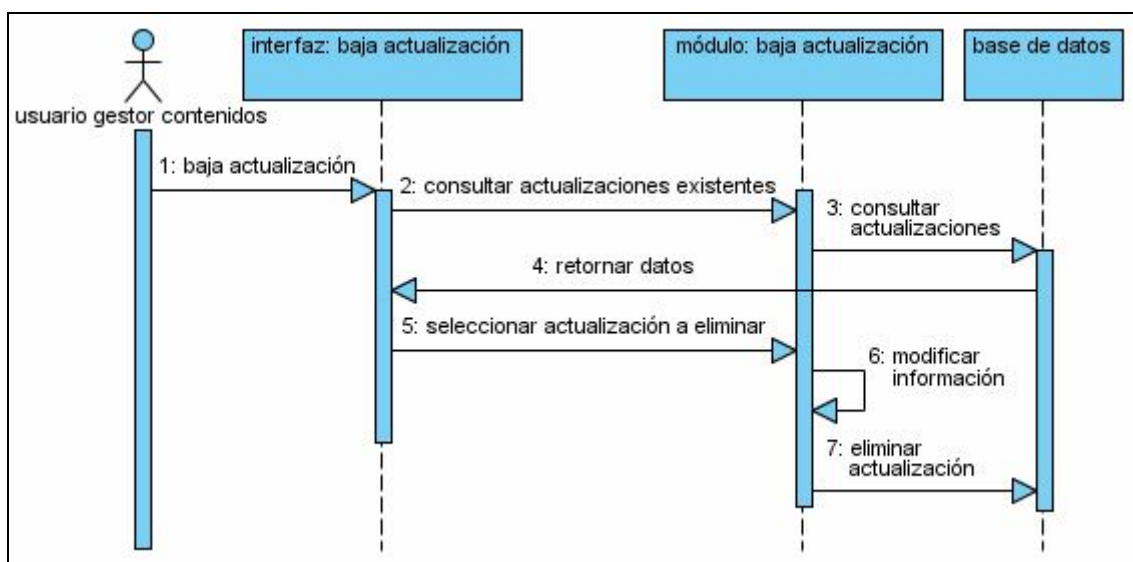 interfaz: baja actualización
módulo: baja actualización
base de datos
usuario gestor contenidos
1: baja actualización
2: consultar actualizaciones existentes
3: consultar
actualizaciones
4: retornar datos
5: seleccionar actualización a eliminar
6: modificar
información
7: eliminar
actualización